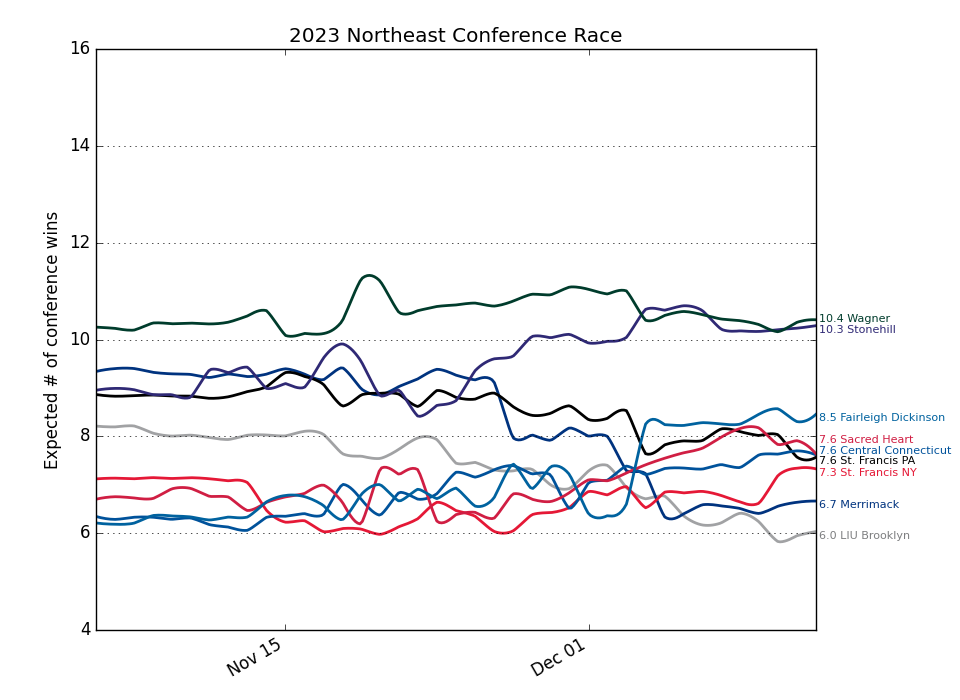 2023 Northeast Conference Race
Expected # of conference wins
16
14
12
10
8
6
4
Nov 15
Dec 01
10.4 Wagner
10.3 Stonehill
8.5 Fairleigh Dickinson
7.6 Sacred Heart
7.6 Central Connecticut
7.6 St. Francis PA
7.3 St. Francis NY
6.7 Merrimack
6.0 LIU Brooklyn